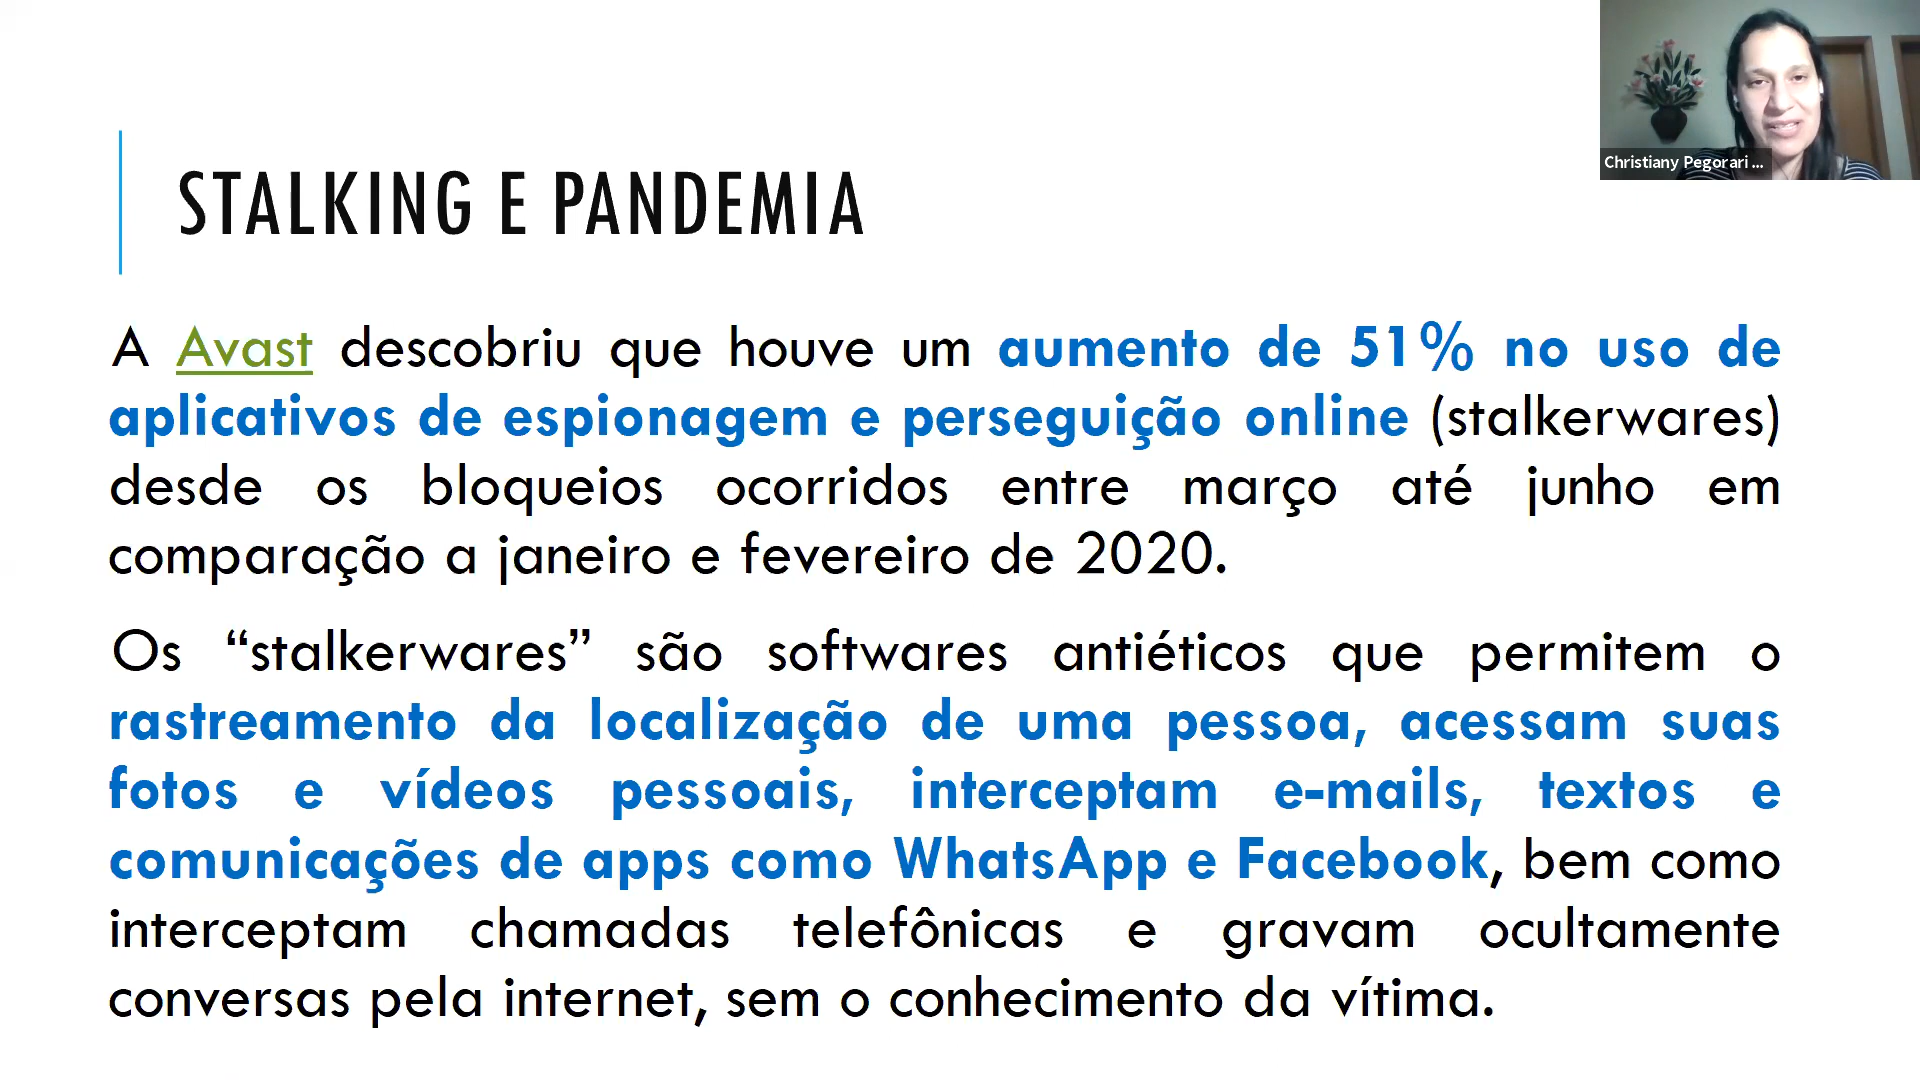 STALKING E PANDEMIA
Christiany Pegorari ...
A Avast descobriu que houve um aumento de 51% no uso de
aplicativos de espionagem e perseguição online (stalkerwares)
desde os bloqueios ocorridos entre março até junho em
comparação a janeiro e fevereiro de 2020.
Os “stalkerwares” são softwares antiéticos que permitem o
rastreamento da localização de uma pessoa, acessam suas
fotos e vídeos pessoais, interceptam e-mails, textos e
comunicações de apps como WhatsApp e Facebook, bem como
interceptam chamadas telefônicas e gravam ocultamente
conversas pela internet, sem o conhecimento da vítima.